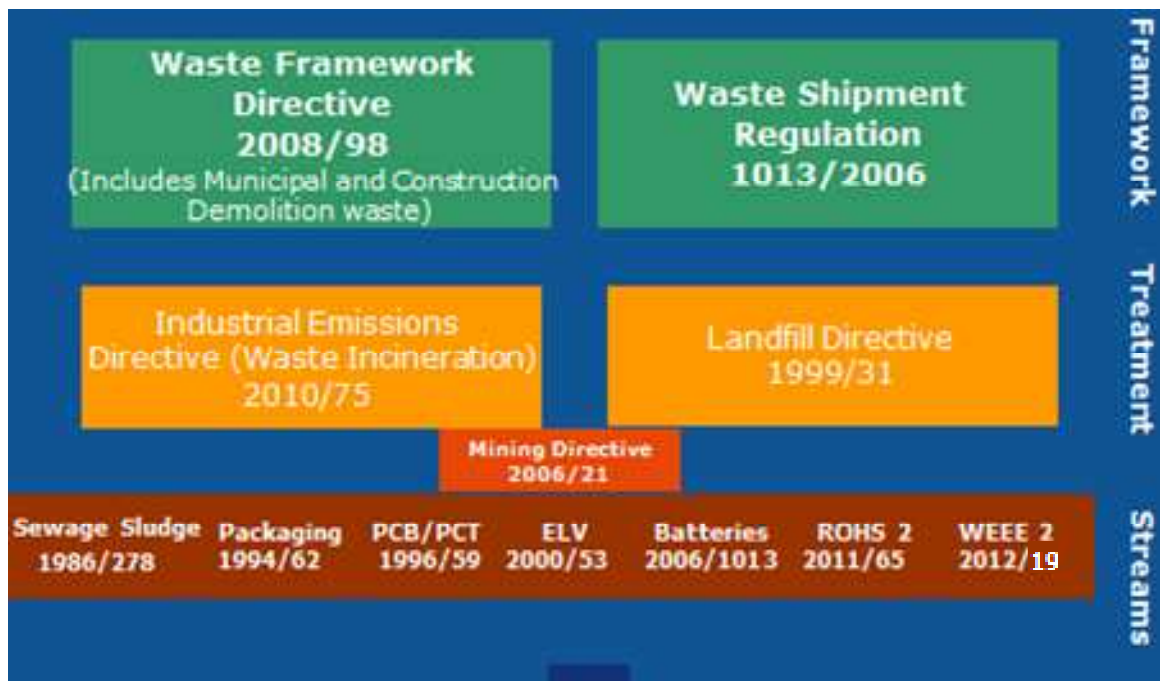 Waste Framework
Directive
2008/98
(Includes Municipal and Construction
Demolition waste)
Waste Shipment
Regulation
1013/2006
Framework
Industrial Emissions
Directive (Waste Incineration)
2010/75
Landfill Directive
1999/31
Treatment
Mining Directive
2006/21
Sewage Sludge
1986/278
Packaging
1994/62
PCB/PCT
1996/59
ELV
2000/53
Batteries
2006/1013
ROHS 2
2011/65
WEEE 2
2012/19
Streams